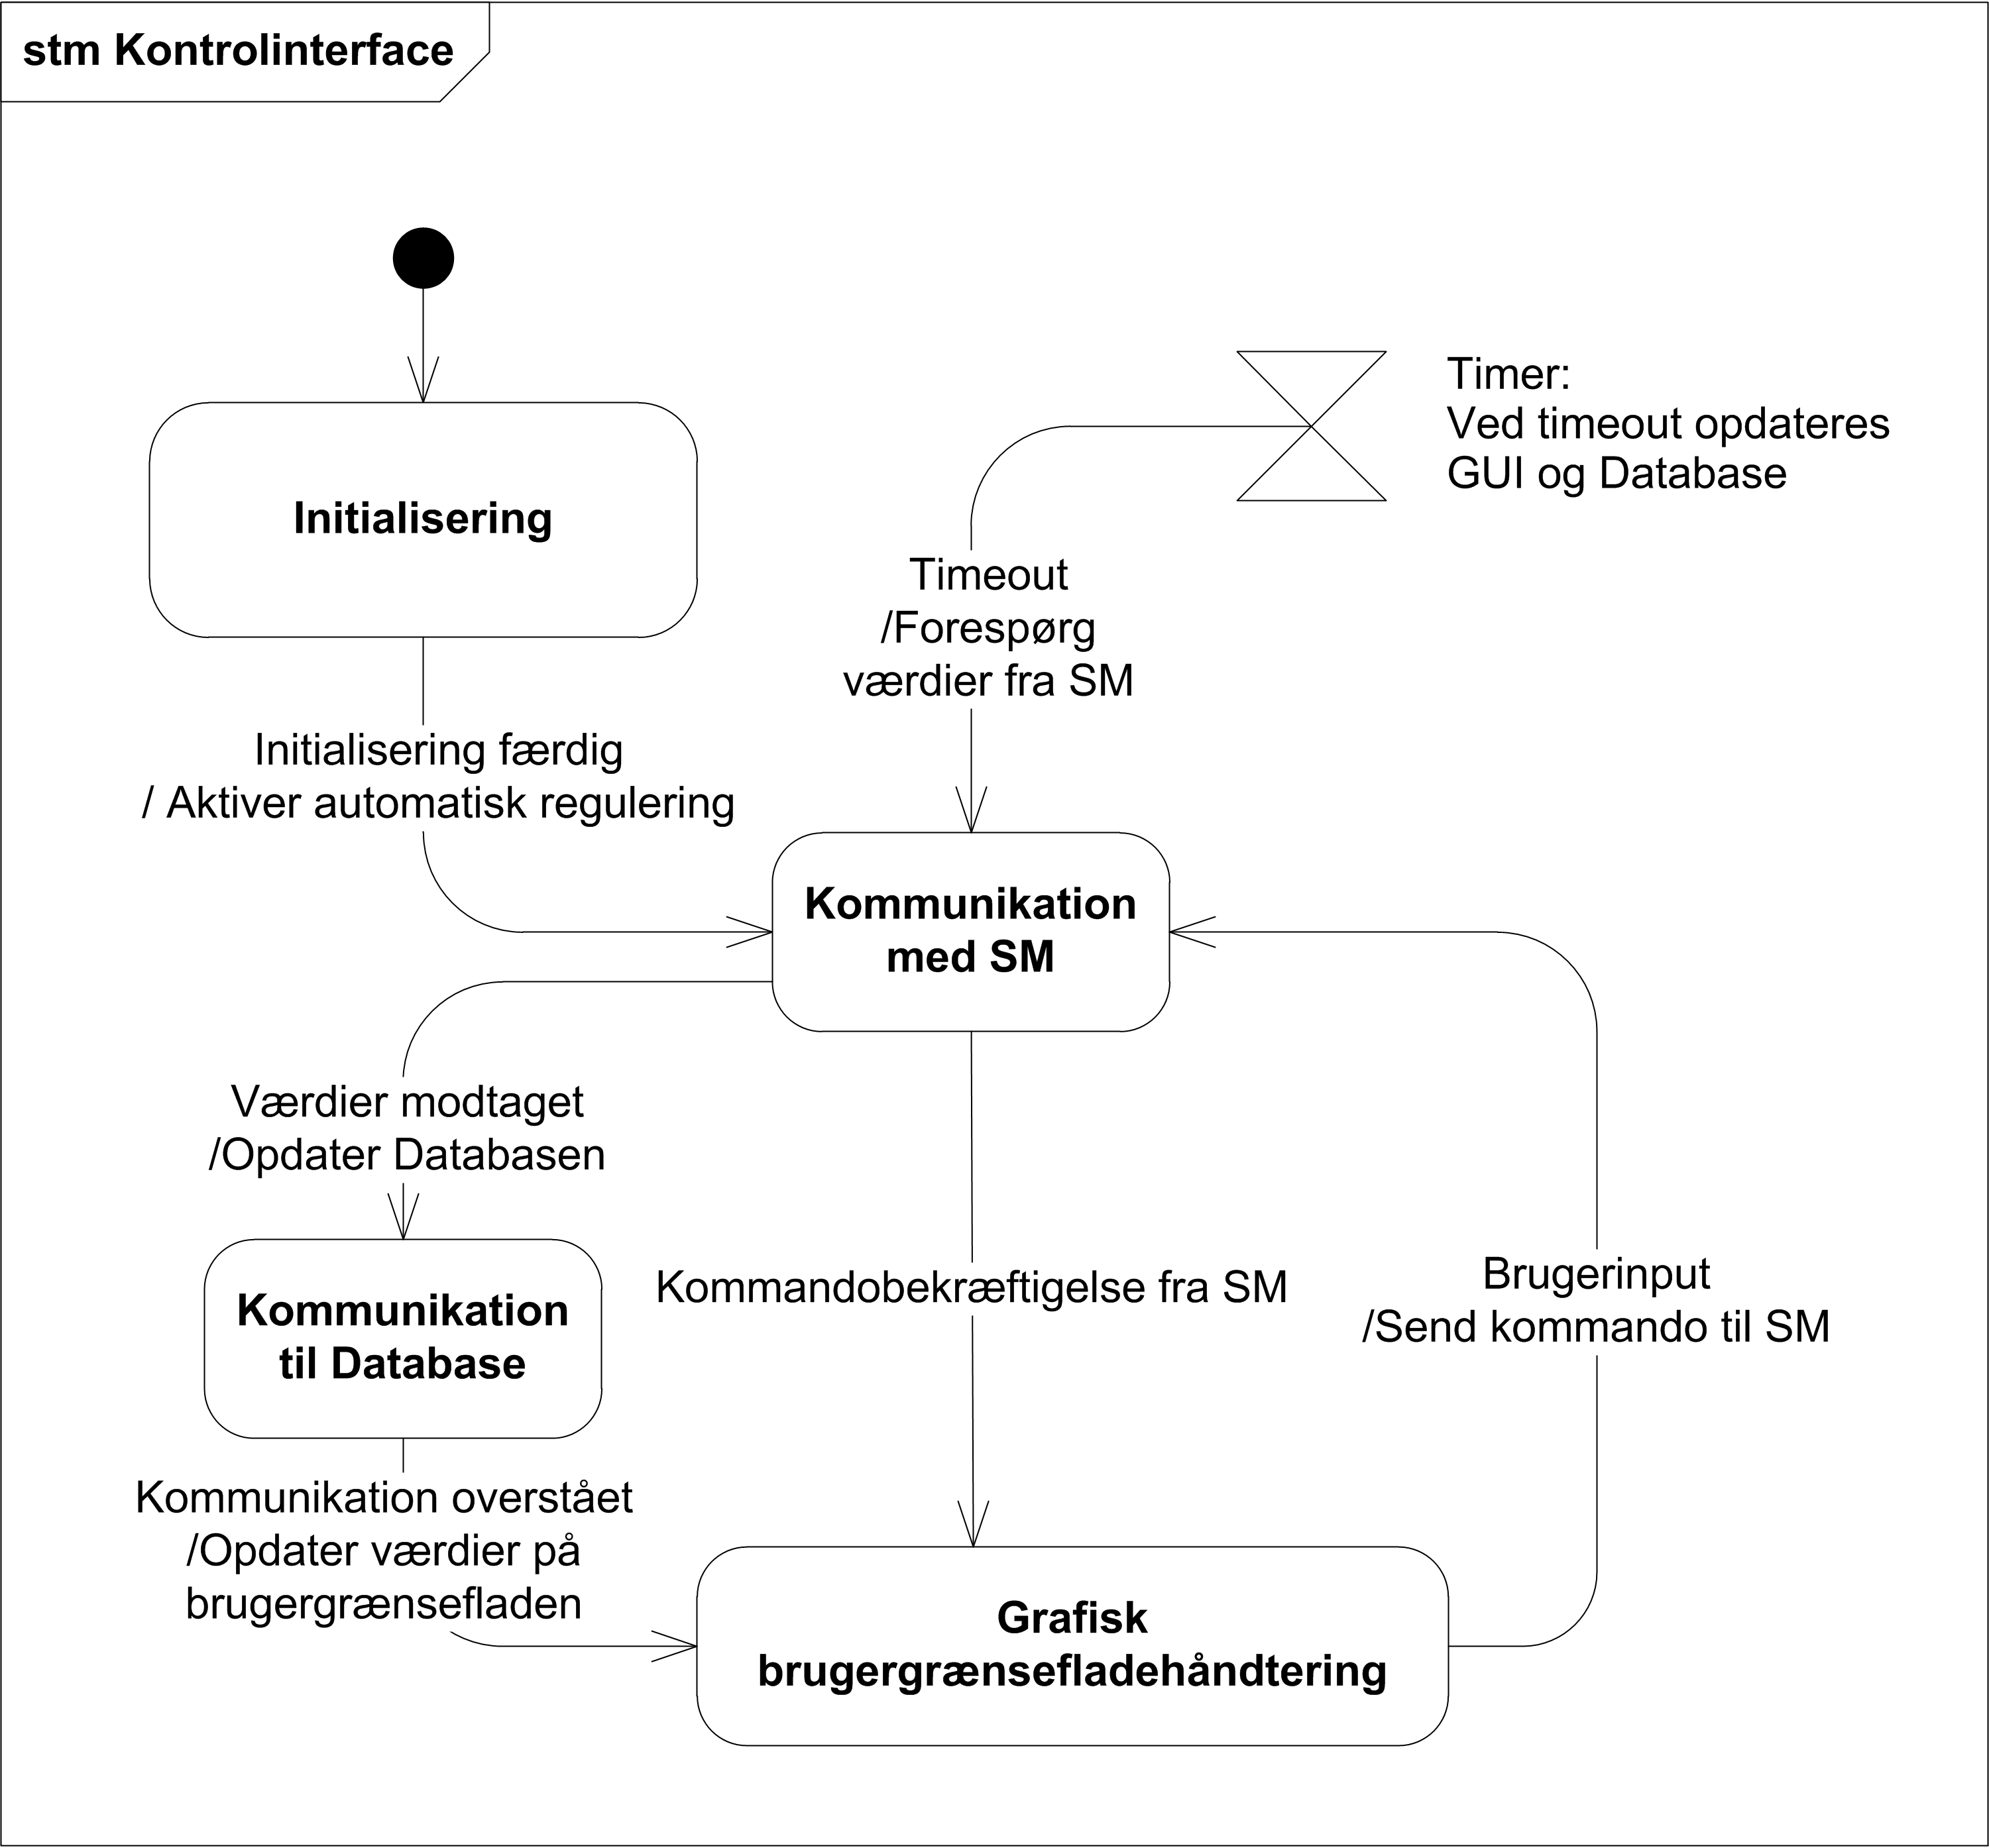 stm Kontrolinterface
Timer:
Ved timeout opdateres
GUI og Database
Initialisering
Timeout
/Forespørg
værdier fra SM
Initialisering færdig
/ Aktiver automatisk regulering
Kommunikation
med SM
Værdier modtaget
/Opdater Databasen
Kommunikation
til Database
Kommandobekræftigelse fra SM
Brugerinput
/Send kommando til SM
Kommunikation overstået
/Opdater værdier på
brugergrænsefladen
Grafisk
brugergrænsefladehåndtering